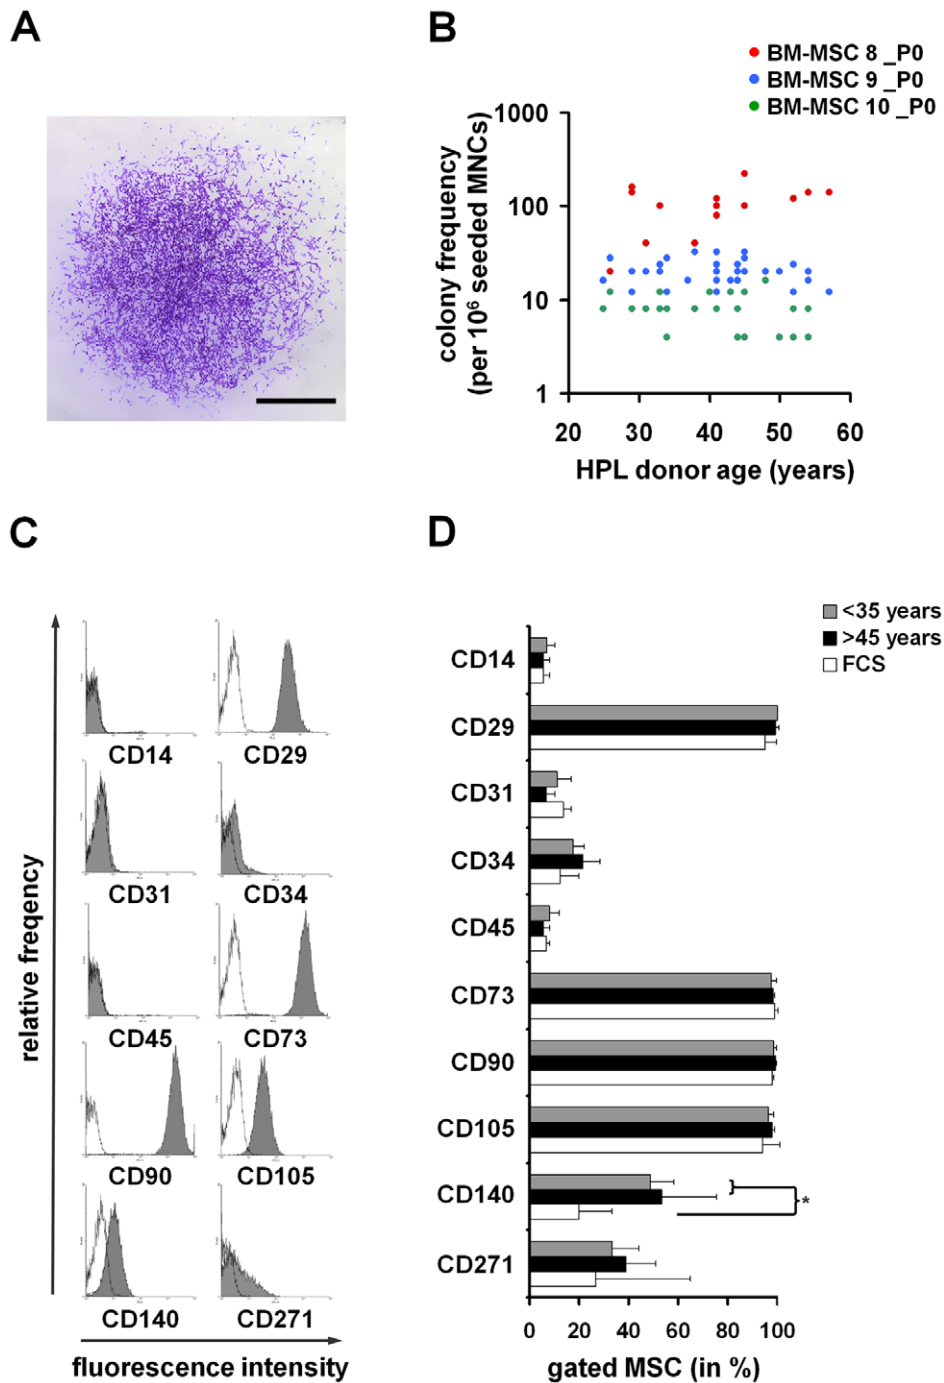 A
B
BM-MSC 8 _P0
BM-MSC 9 _P0
BM-MSC 10 _P0
colony frequency
(per 10⁶ seeded MNCs)
1000
100
10
1
20 30 40 50 60
HPL donor age (years)
C
relative freqency
CD14 CD29
CD31 CD34
CD45 CD73
CD90 CD105
CD140 CD271
fluorescence intensity
D
<35 years
>45 years
FCS
CD14
CD29
CD31
CD34
CD45
CD73
CD90
CD105
CD140
*
CD271
0 20 40 60 80 100
gated MSC (in %)